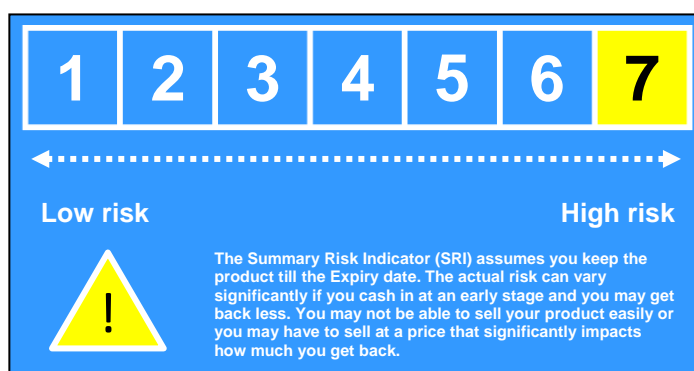 1 2 3 4 5 6 7
Low risk High risk
!
The Summary Risk Indicator (SRI) assumes you keep the
product till the Expiry date. The actual risk can vary
significantly if you cash in at an early stage and you may get
back less. You may not be able to sell your product easily or
you may have to sell at a price that significantly impacts
how much you get back.